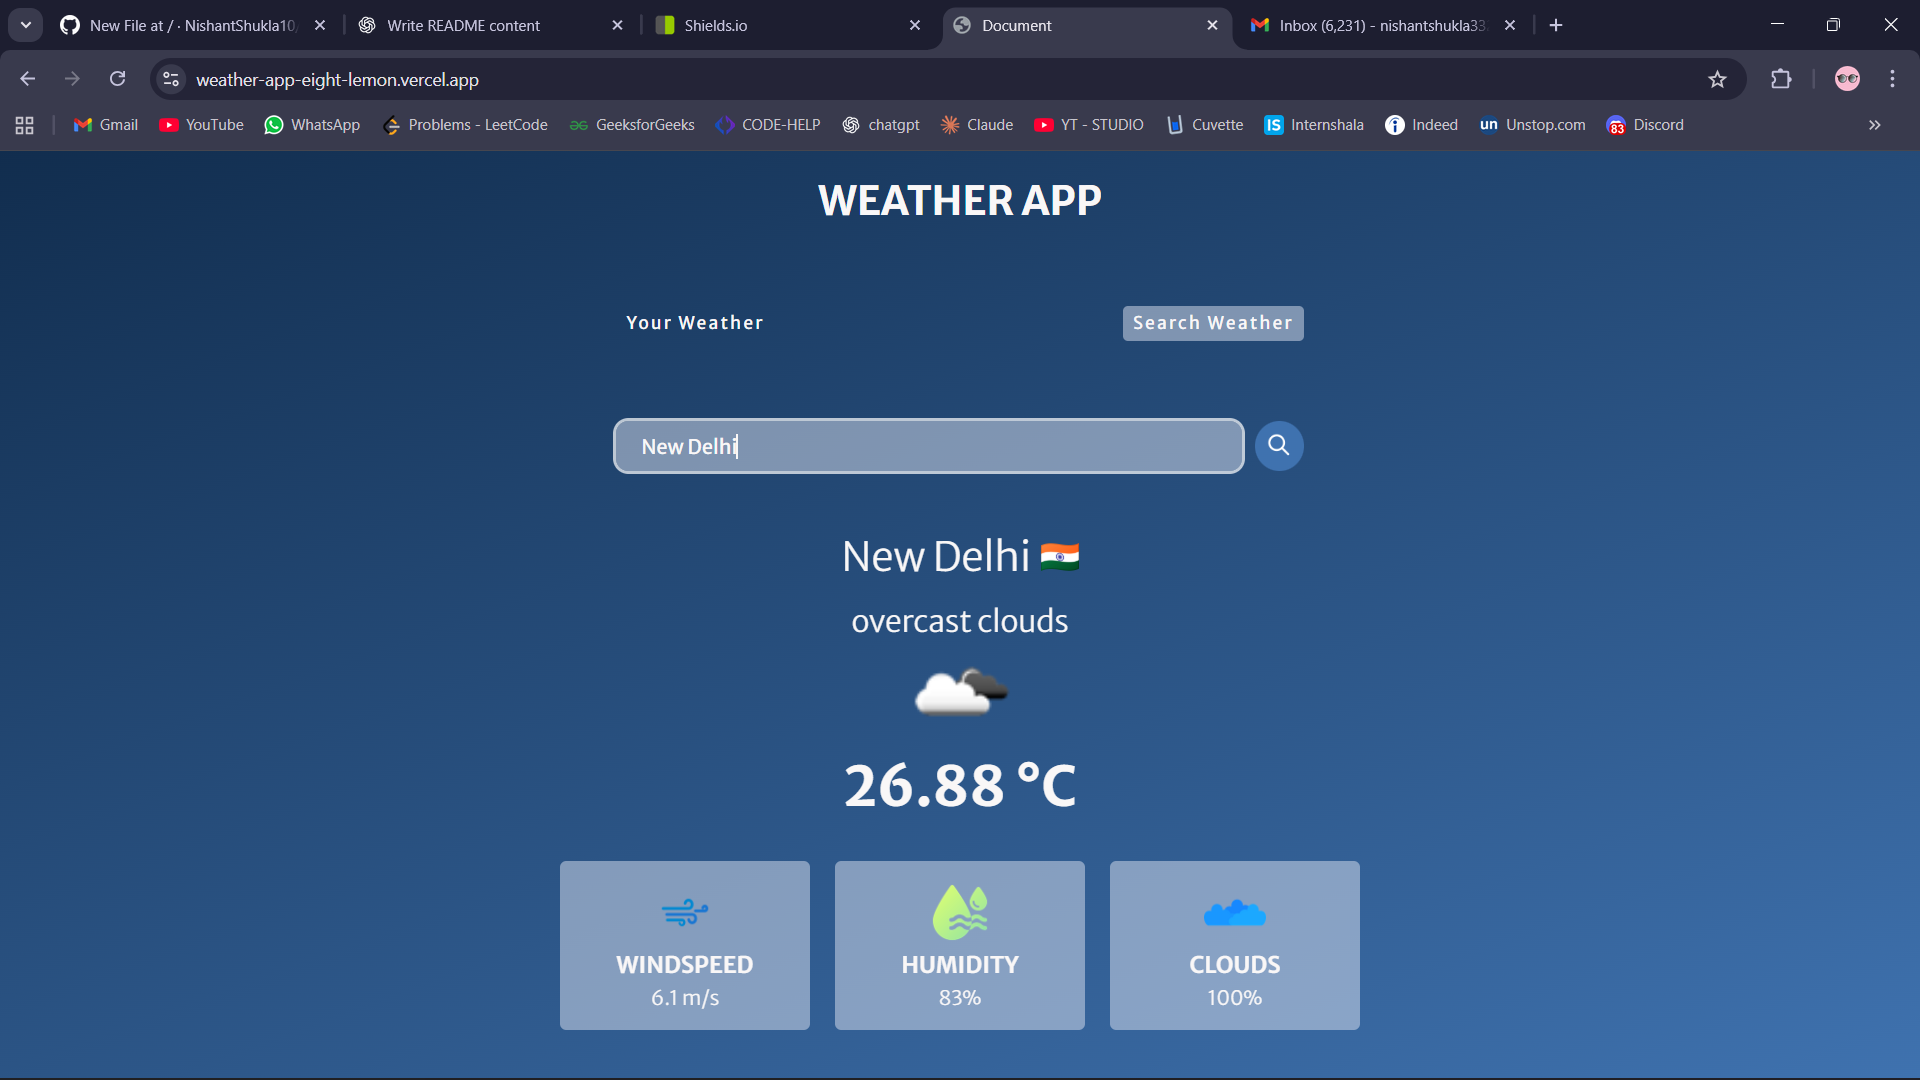 New File at / · NishantShukla10
Write README content
Shields.io
Document
Inbox (6,231) - nishantshukla33
weather-app-eight-lemon.vercel.app
Gmail
YouTube
WhatsApp
Problems - LeetCode
GeeksforGeeks
CODE-HELP
chatgpt
Claude
YT - STUDIO
Cuvette
IS Internshala
Indeed
un Unstop.com
83 Discord
WEATHER APP
Your Weather
Search Weather
New Delhi
New Delhi
overcast clouds
26.88 °C
WINDSPEED
6.1 m/s
HUMIDITY
83%
CLOUDS
100%